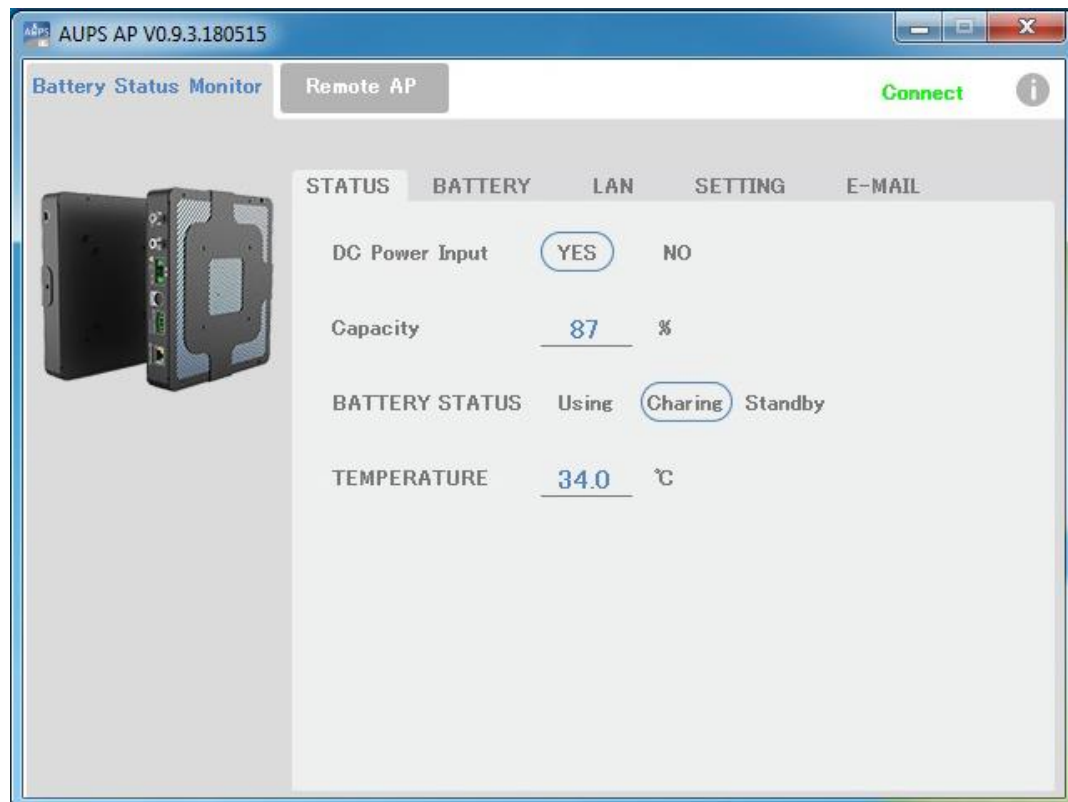 AUPS AP V0.9.3.180515
Battery Status Monitor Remote AP Connect
STATUS BATTERY LAN SETTING E-MAIL
DC Power Input YES NO
Capacity 87 %
BATTERY STATUS Using Charing Standby
TEMPERATURE 34.0 ℃